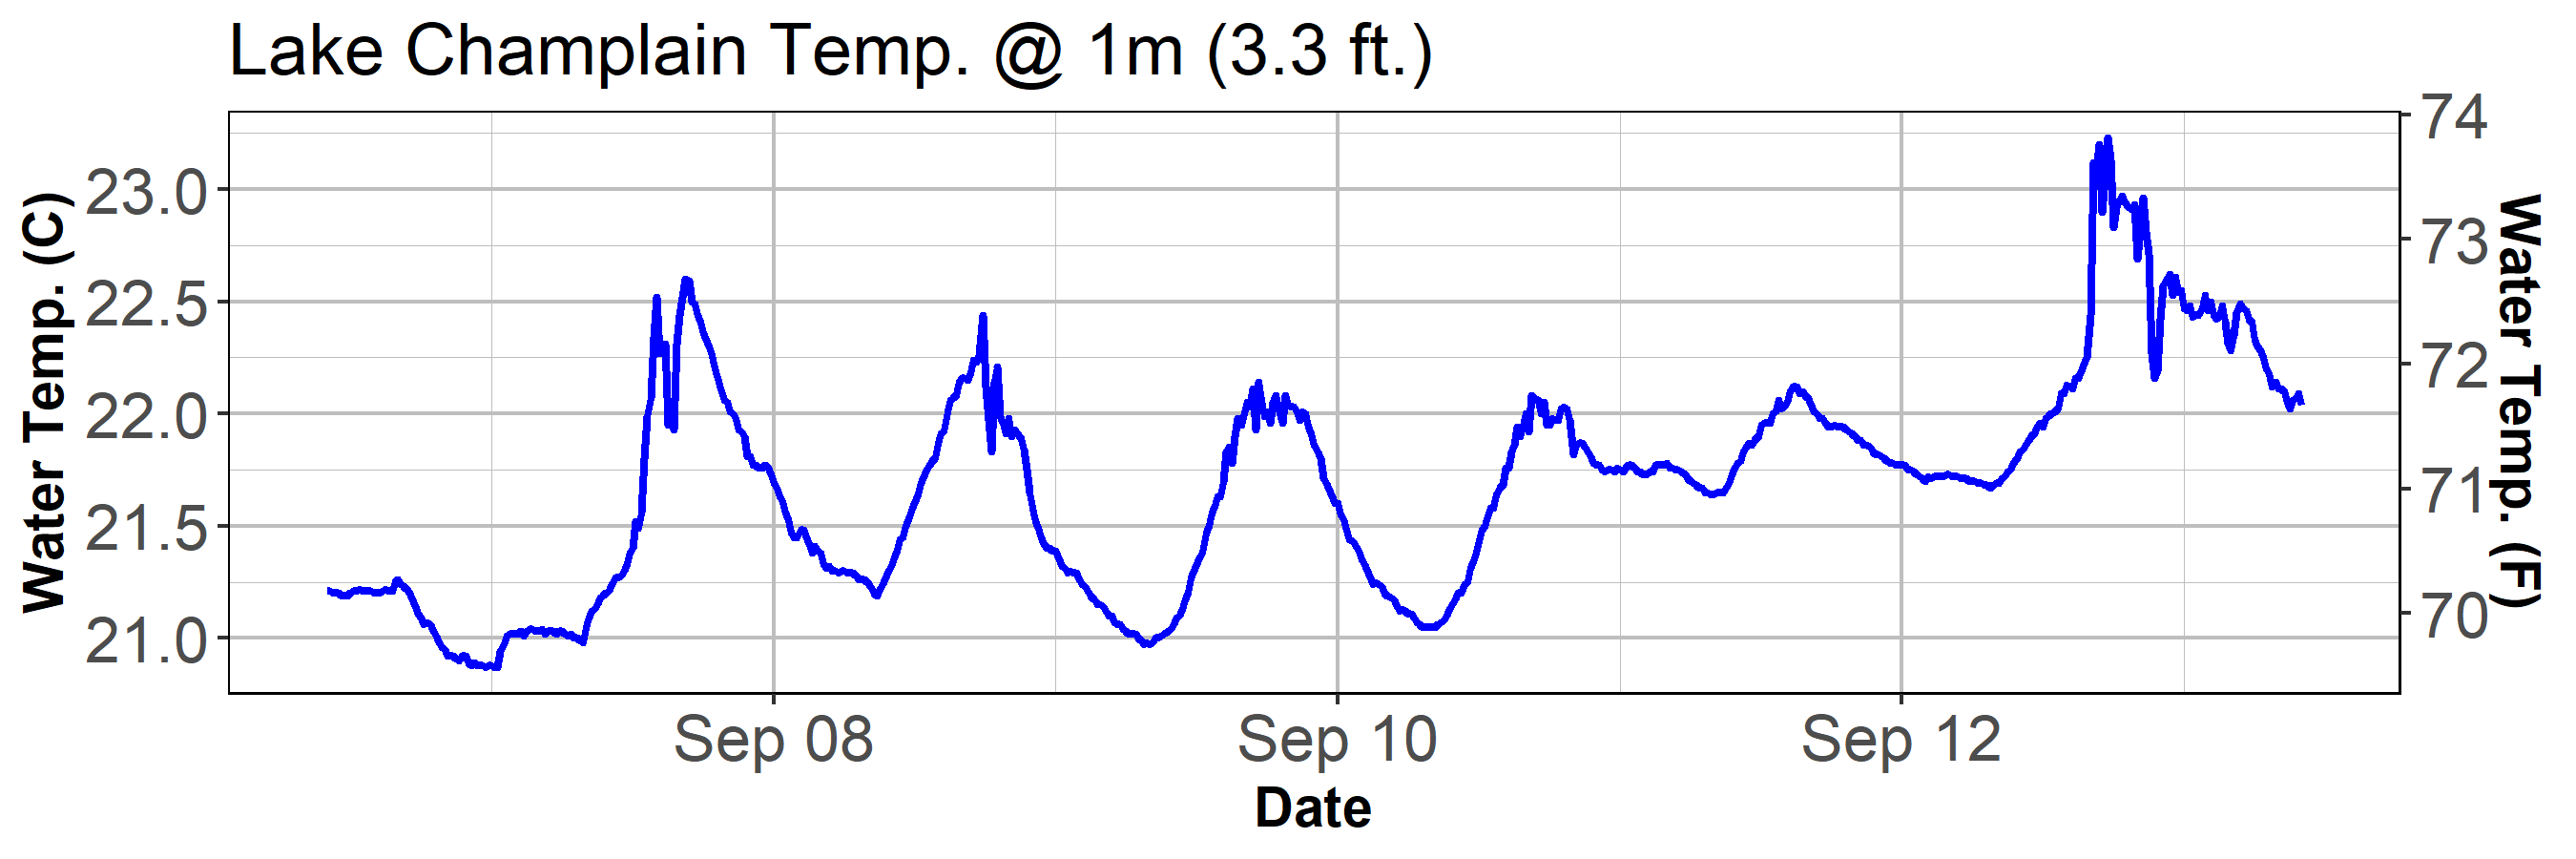 Lake Champlain Temp. @ 1m (3.3 ft.)
Water Temp. (C)
23.0
22.5
22.0
21.5
21.0
74
73
72
71
70
Water Temp. (F)
Sep 08 Sep 10 Sep 12
Date